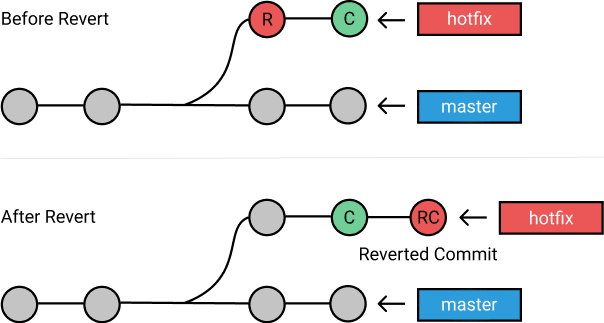 Before Revert
R
C
hotfix
master
After Revert
C
RC
hotfix
Reverted Commit
master